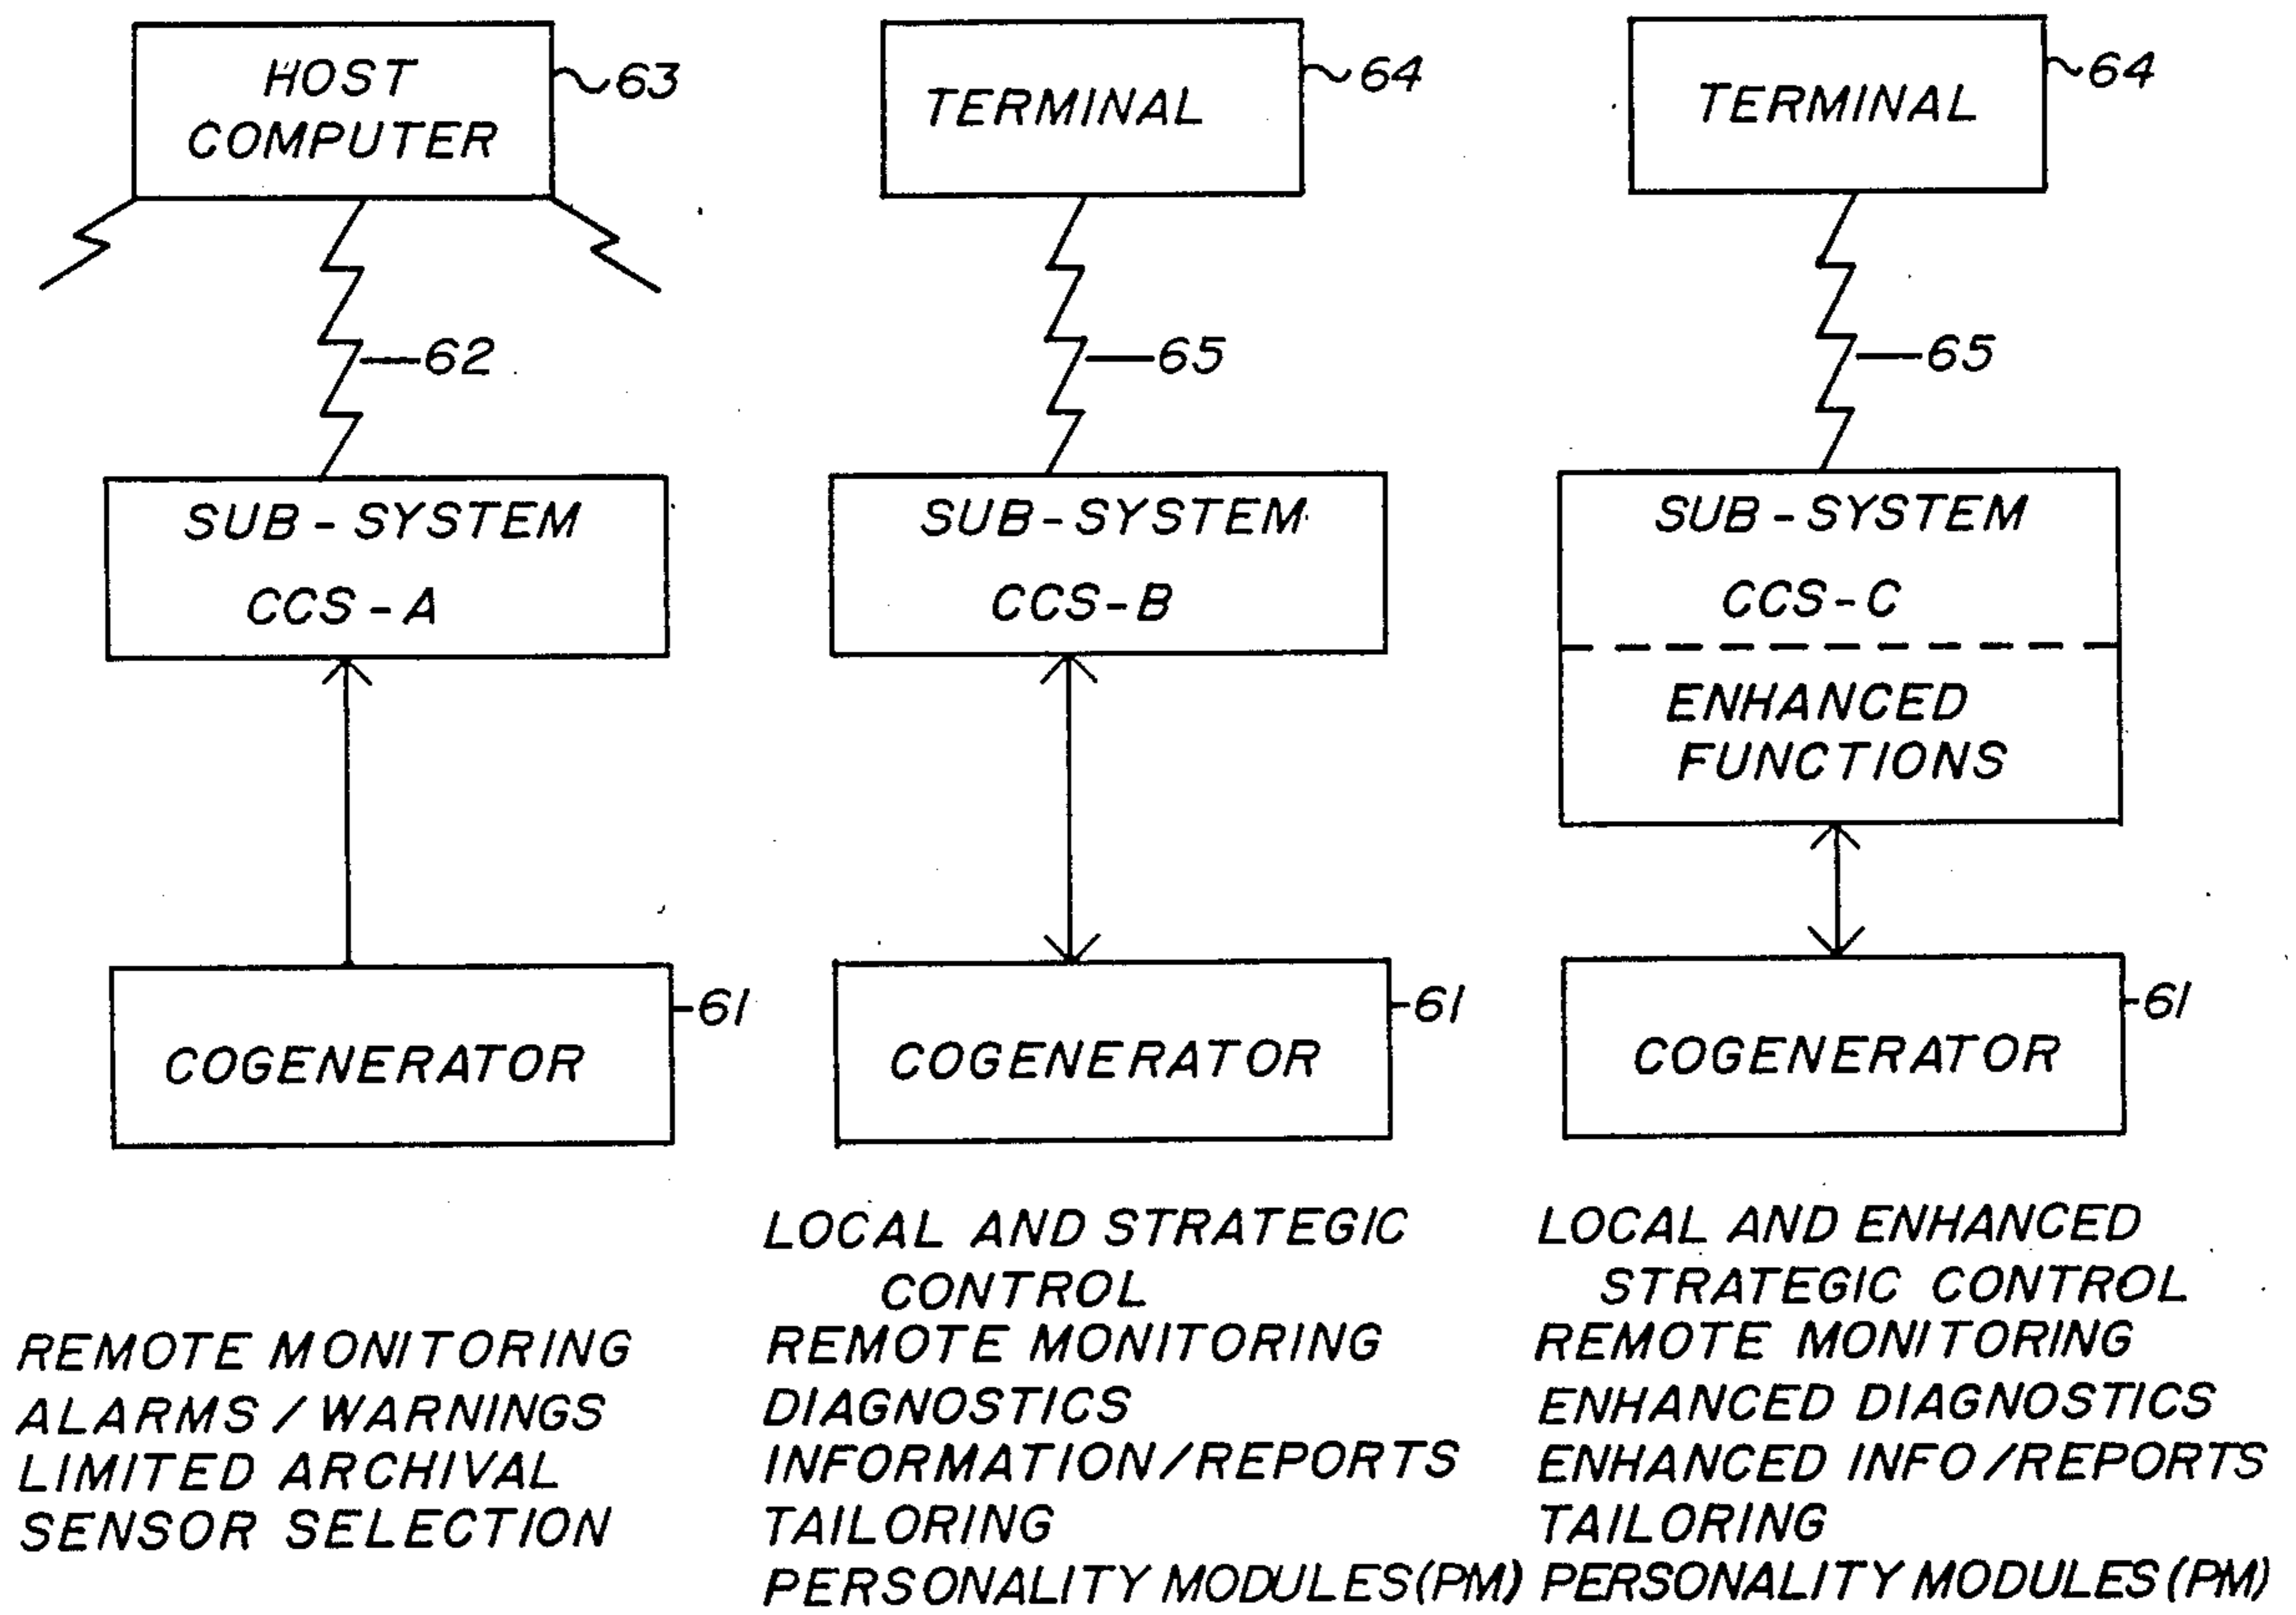 HOST
COMPUTER
63
62
SUB-SYSTEM
CCS-A
COGENERATOR
61
REMOTE MONITORING
ALARMS / WARNINGS
LIMITED ARCHIVAL
SENSOR SELECTION
TERMINAL
64
65
SUB-SYSTEM
CCS-B
COGENERATOR
61
LOCAL AND STRATEGIC
CONTROL
REMOTE MONITORING
DIAGNOSTICS
INFORMATION/REPORTS
TAILORING
PERSONALITY MODULES(PM)
TERMINAL
64
65
SUB-SYSTEM
CCS-C
ENHANCED
FUNCTIONS
COGENERATOR
61
LOCAL AND ENHANCED
STRATEGIC CONTROL
REMOTE MONITORING
ENHANCED DIAGNOSTICS
ENHANCED INFO/REPORTS
TAILORING
PERSONALITY MODULES(PM)